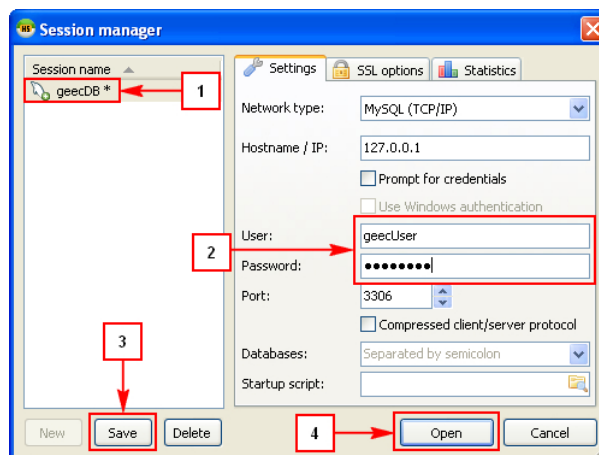 HS Session manager
Session name
geecDB *
1
Settings
SSL options
Statistics
Network type:
MySQL (TCP/IP)
Hostname / IP:
127.0.0.1
Prompt for credentials
Use Windows authentication
2
User:
geecUser
Password:
Port:
3306
Compressed client/server protocol
Databases:
Separated by semicolon
Startup script:
3
New
Save
Delete
4
Open
Cancel